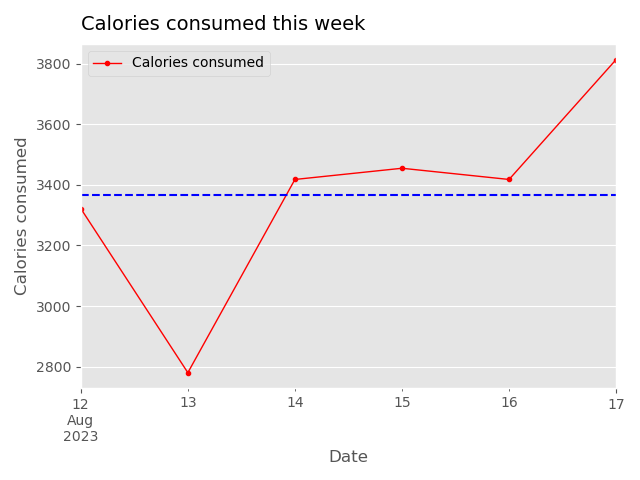 Calories consumed this week
Calories consumed
3800
3600
3400
3200
3000
2800
Calories consumed
12
Aug
2023
13
14
15
16
17
Date